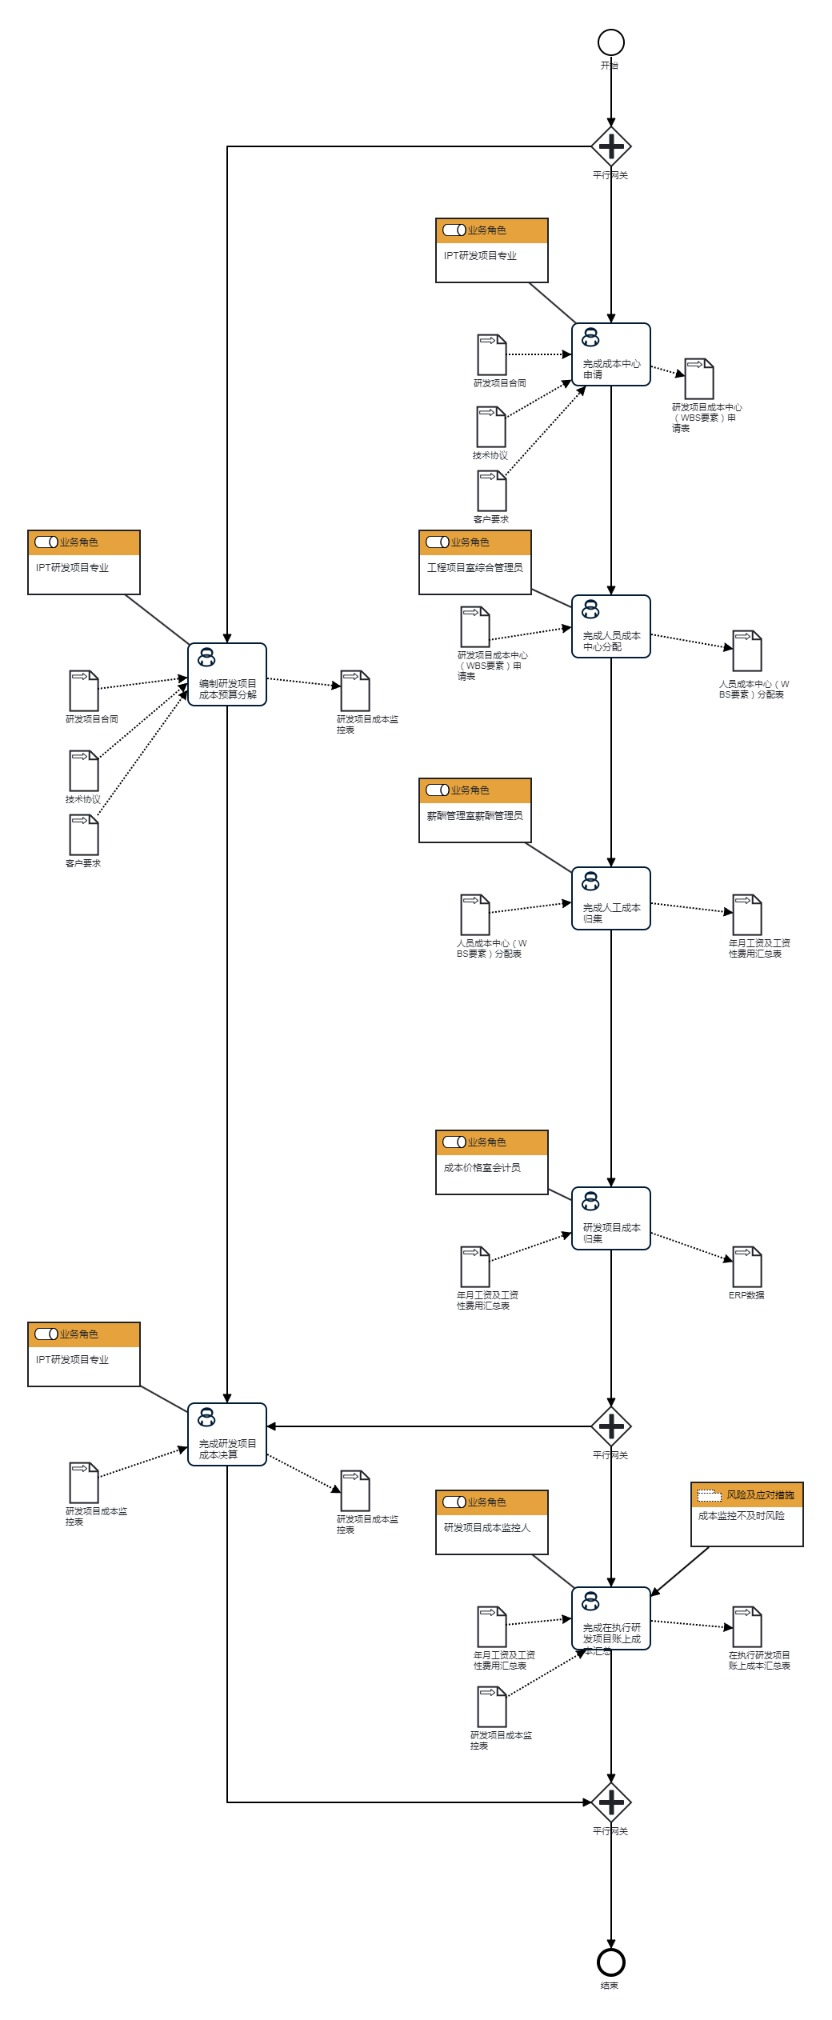 开始
平行网关
业务角色
IPT研发项目专业
完成成本中心
申请
研发项目合同
技术协议
客户要求
研发项目成本中心
（WBS要素）申
请表
业务角色
IPT研发项目专业
编制研发项目
成本预算分解
研发项目合同
技术协议
客户要求
研发项目成本监
控表
业务角色
工程项目室综合管理员
完成人员成本
中心分配
研发项目成本中心
（WBS要素）申
请表
人员成本中心（W
BS要素）分配表
业务角色
薪酬管理室薪酬管理员
完成人工成本
归集
人员成本中心（W
BS要素）分配表
年月工资及工资
性费用汇总表
业务角色
成本价格室会计员
研发项目成本
归集
年月工资及工资
性费用汇总表
ERP数据
业务角色
IPT研发项目专业
完成研发项目
成本决算
研发项目成本监
控表
研发项目成本监
控表
平行网关
业务角色
研发项目成本监控人
风险及应对措施
成本监控不及时风险
完成在执行研
发项目账上成
本汇总
年月工资及工资
性费用汇总表
研发项目成本监
控表
在执行研发项目
账上成本汇总表
平行网关
结束